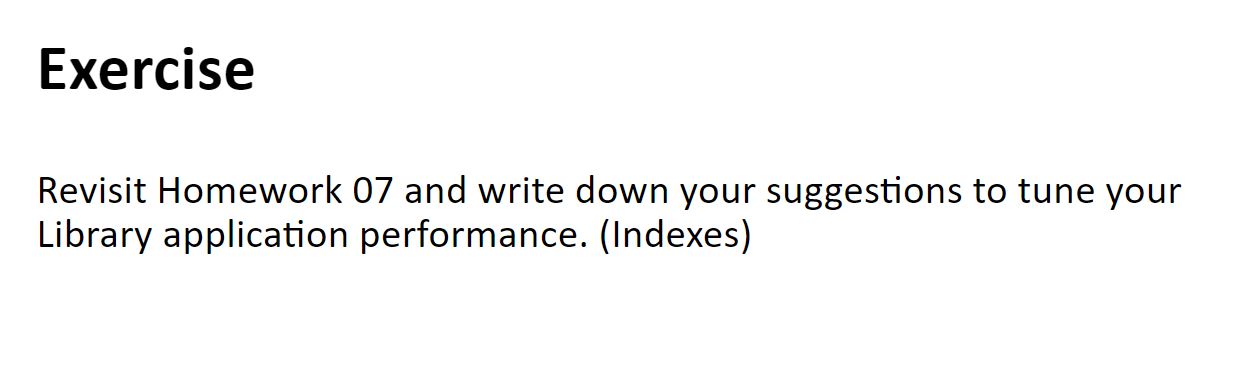 Exercise
Revisit Homework 07 and write down your suggestions to tune your
Library application performance. (Indexes)